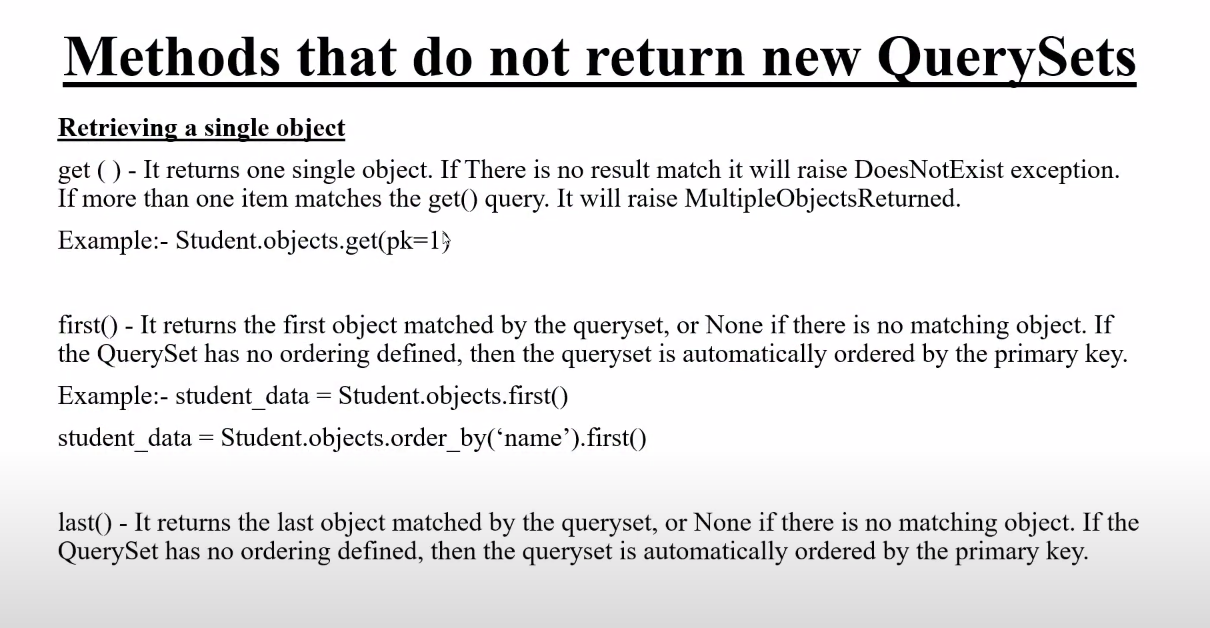 Methods that do not return new QuerySets
Retrieving a single object
get ( ) - It returns one single object. If There is no result match it will raise DoesNotExist exception.
If more than one item matches the get() query. It will raise MultipleObjectsReturned.
Example:- Student.objects.get(pk=1)
first() - It returns the first object matched by the queryset, or None if there is no matching object. If
the QuerySet has no ordering defined, then the queryset is automatically ordered by the primary key.
Example:- student_data = Student.objects.first()
student_data = Student.objects.order_by(‘name’).first()
last() - It returns the last object matched by the queryset, or None if there is no matching object. If the
QuerySet has no ordering defined, then the queryset is automatically ordered by the primary key.